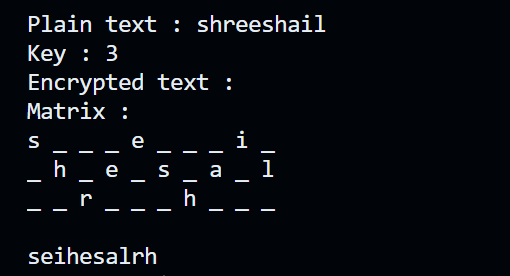 Plain text : shreeshail
Key : 3
Encrypted text :
Matrix :
s _ _ _ e _ _ _ i _
_ h _ e _ s _ a _ l
_ _ r _ _ _ h _ _ _
seihesalrh